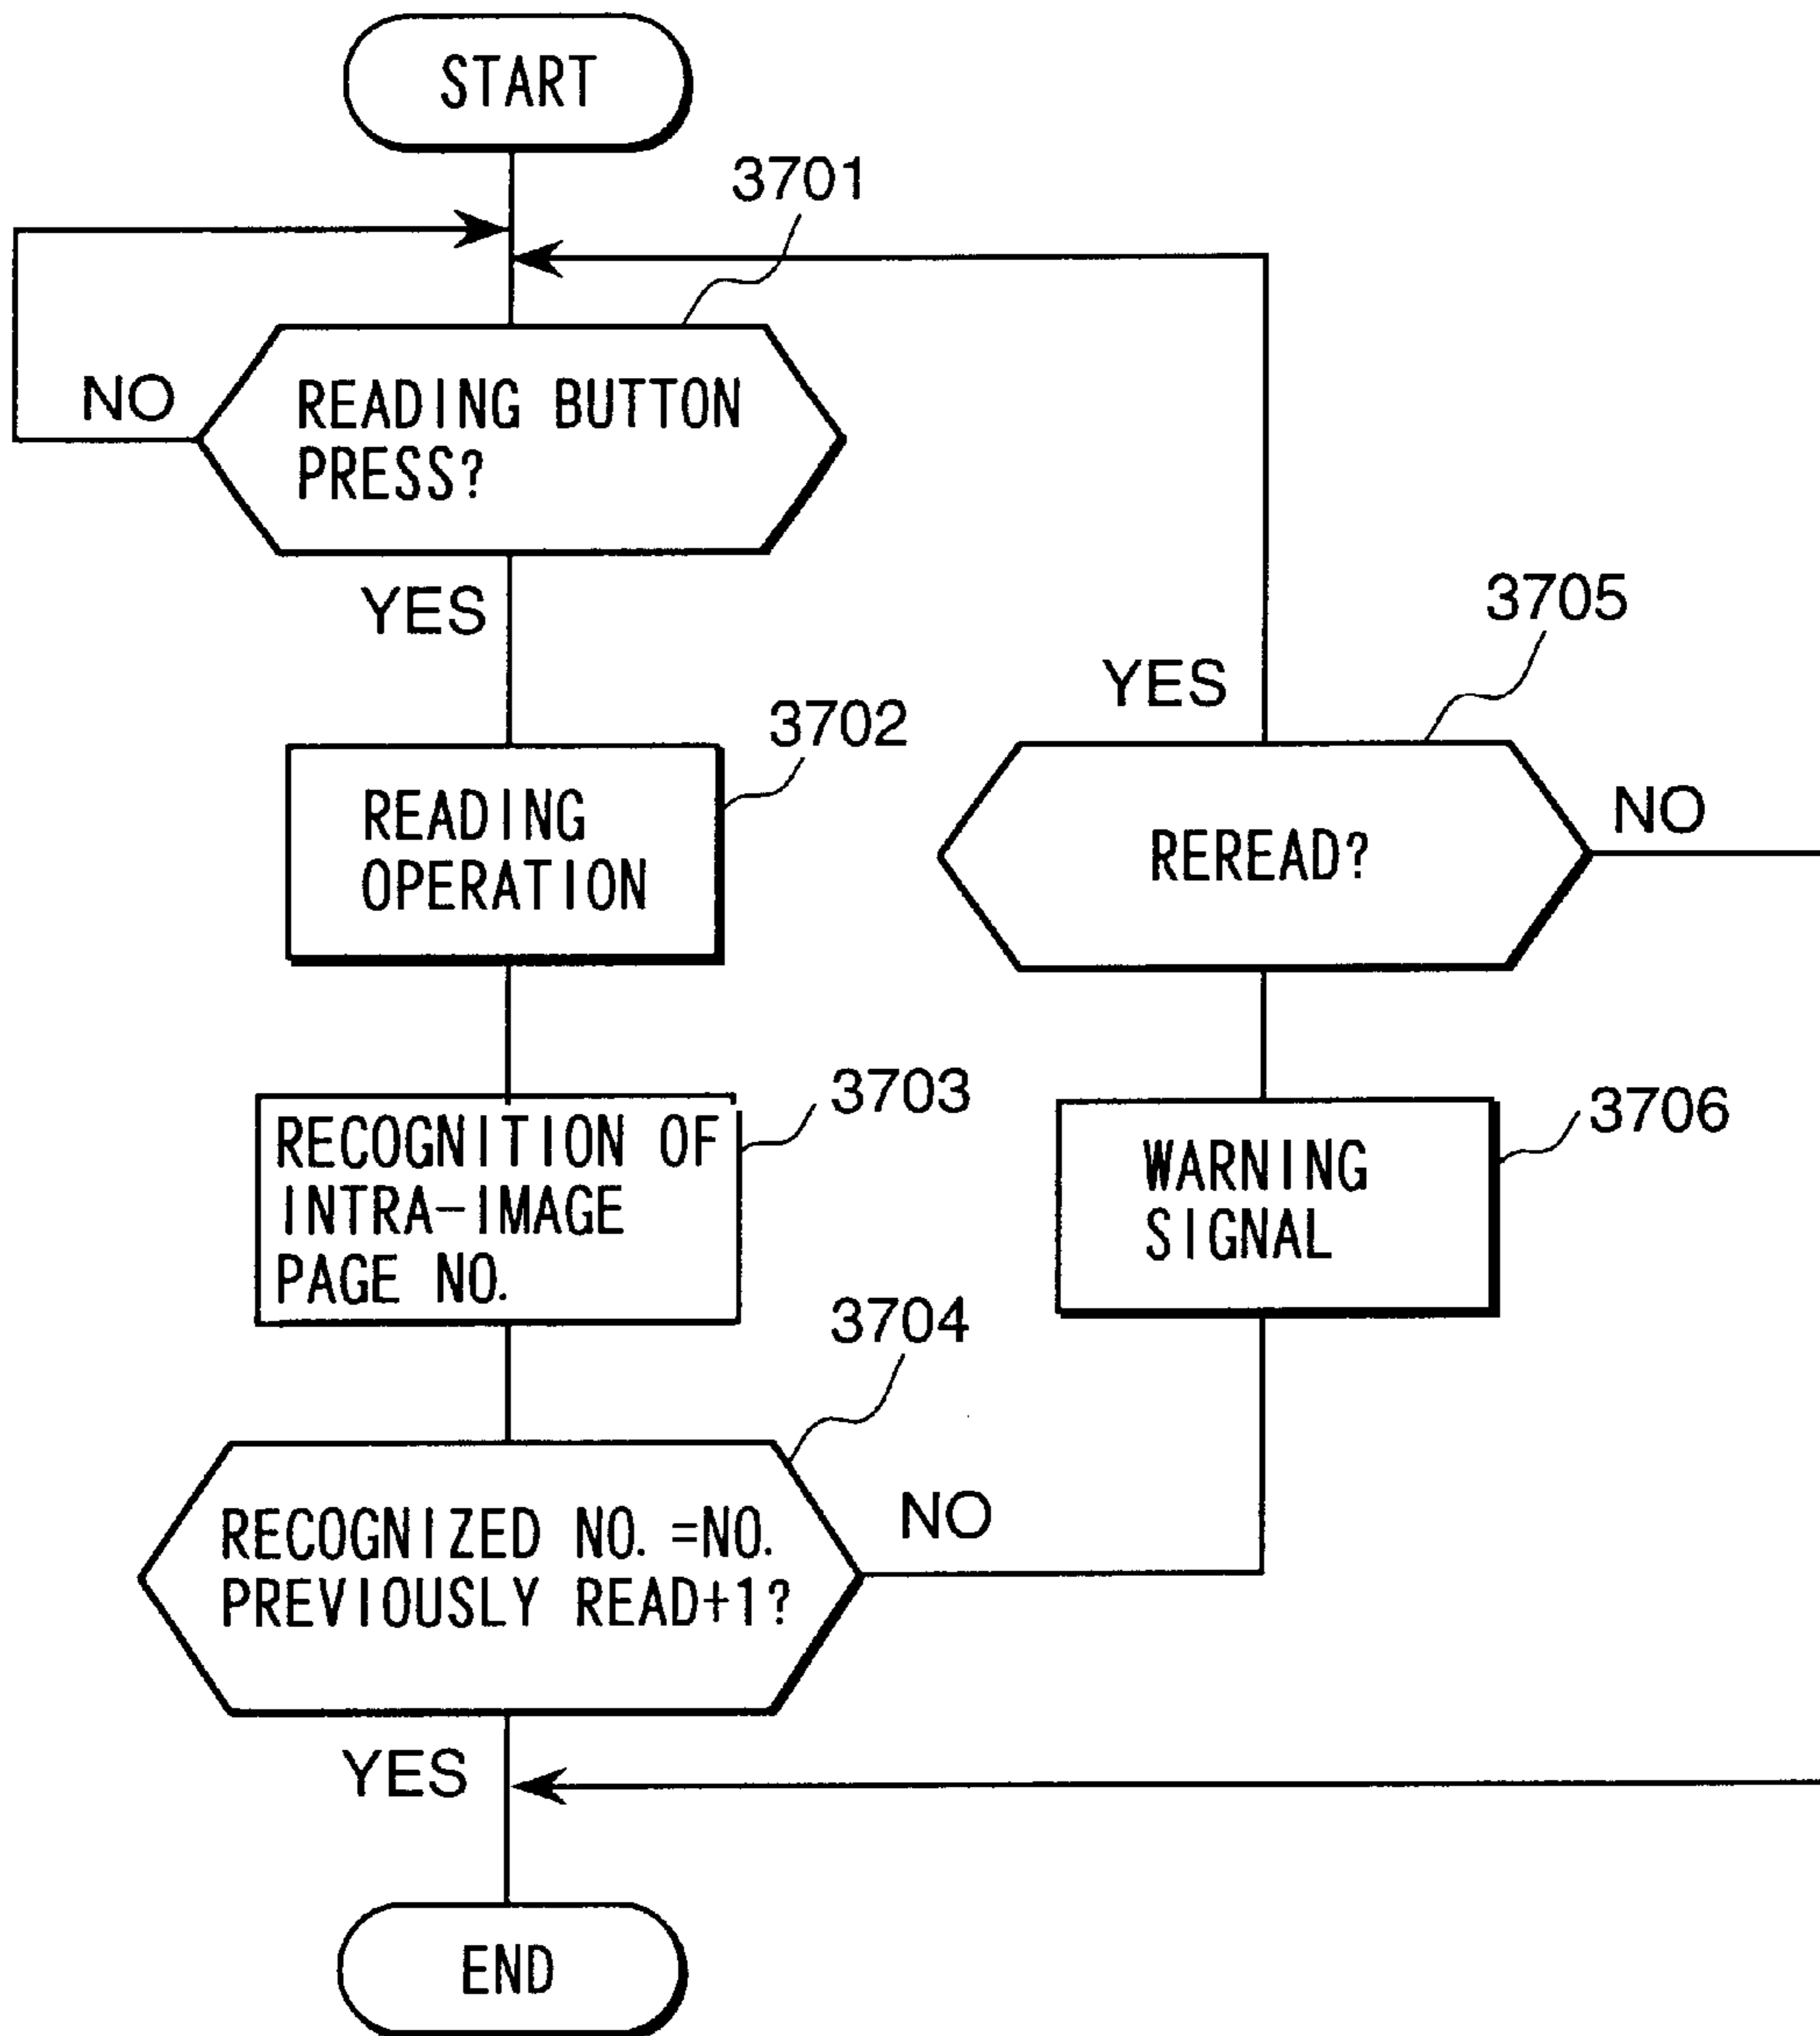 START
3701
NO
READING BUTTON
PRESS?
YES
3702
READING
OPERATION
3703
RECOGNITION OF
INTRA-IMAGE
PAGE NO.
3704
RECOGNIZED NO. =NO.
PREVIOUSLY READ+1?
NO
YES
END
3705
YES
REREAD?
NO
3706
WARNING
SIGNAL